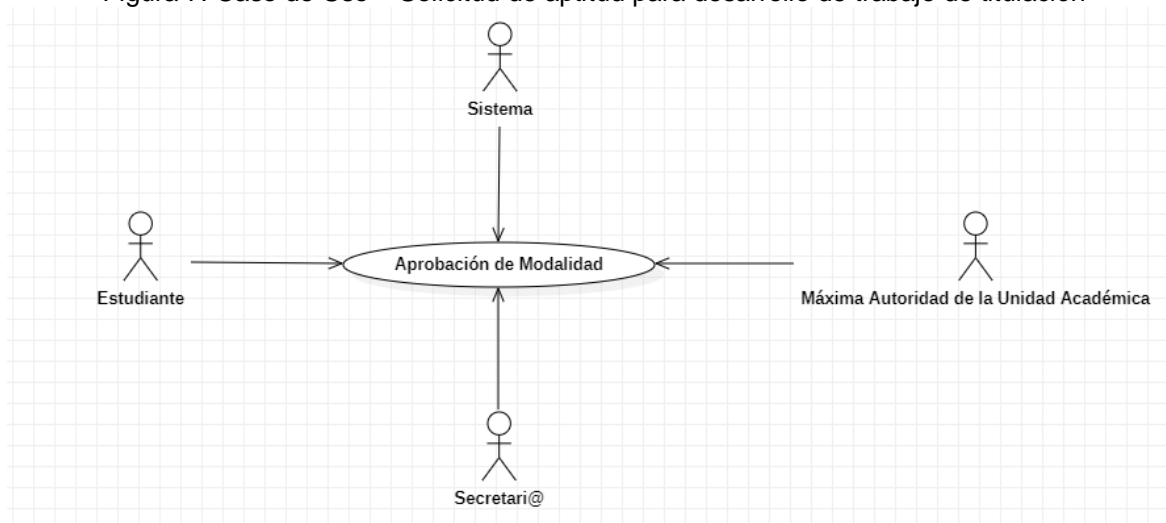 Sistema
Aprobación de Modalidad
Estudiante
Máxima Autoridad de la Unidad Académica
Secretari@